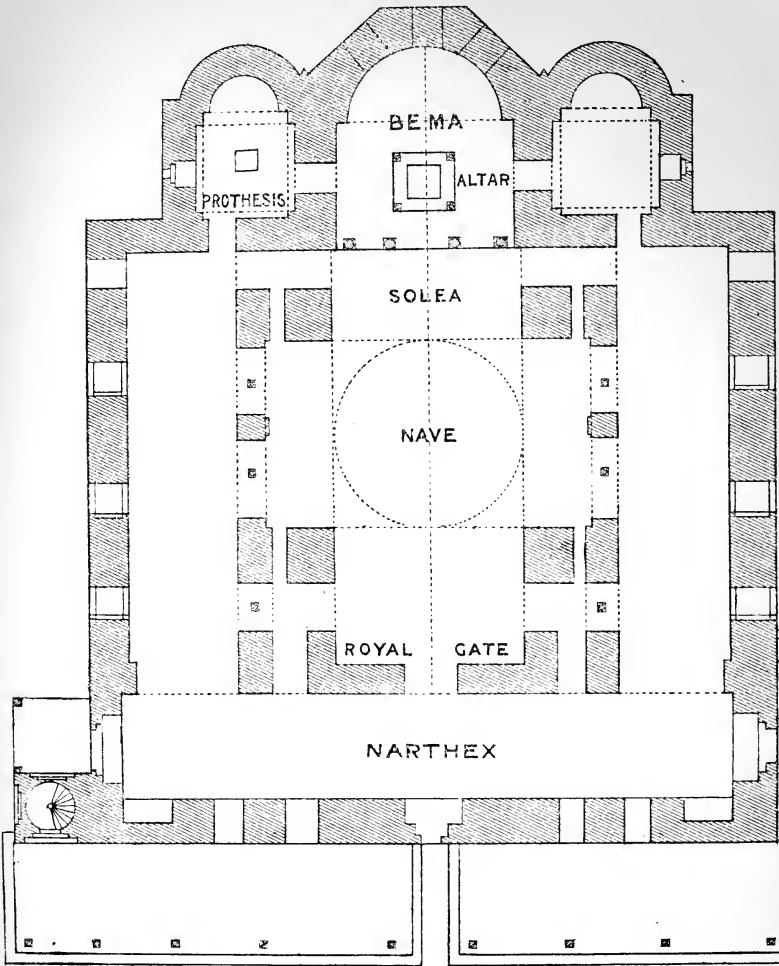 BEMA
ALTAR
PROTHESIS
SOLEA
NAVE
ROYAL GATE
NARTHEX